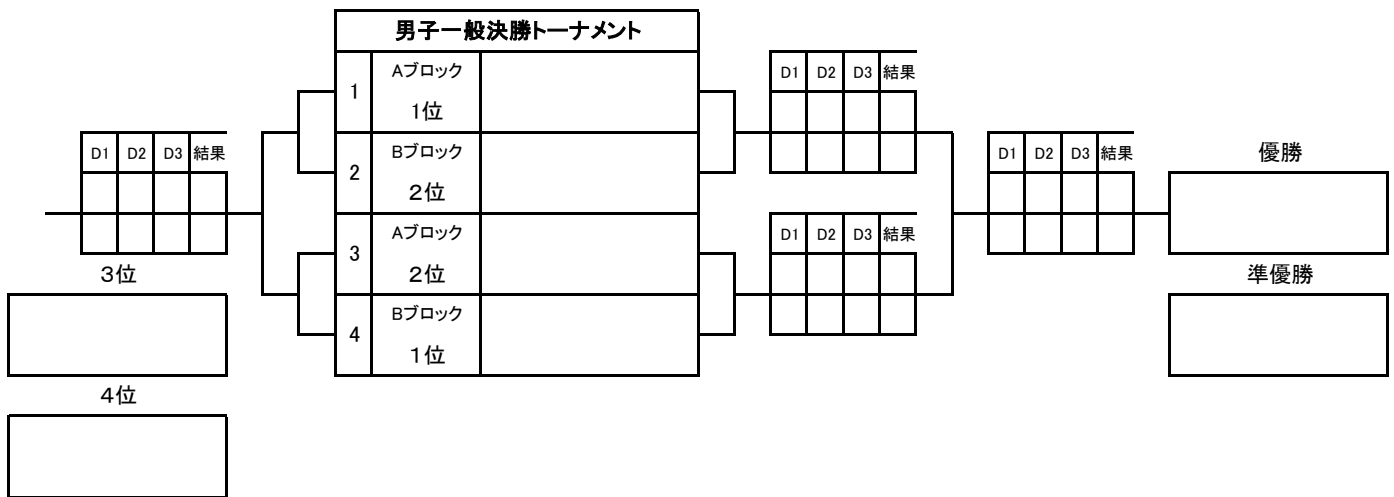 男子一般決勝トーナメント
1 Aブロック
1位
2 Bブロック
2位
3 Aブロック
2位
4 Bブロック
1位
D1 D2 D3 結果
3位
4位
D1 D2 D3 結果
D1 D2 D3 結果
D1 D2 D3 結果
優勝
準優勝